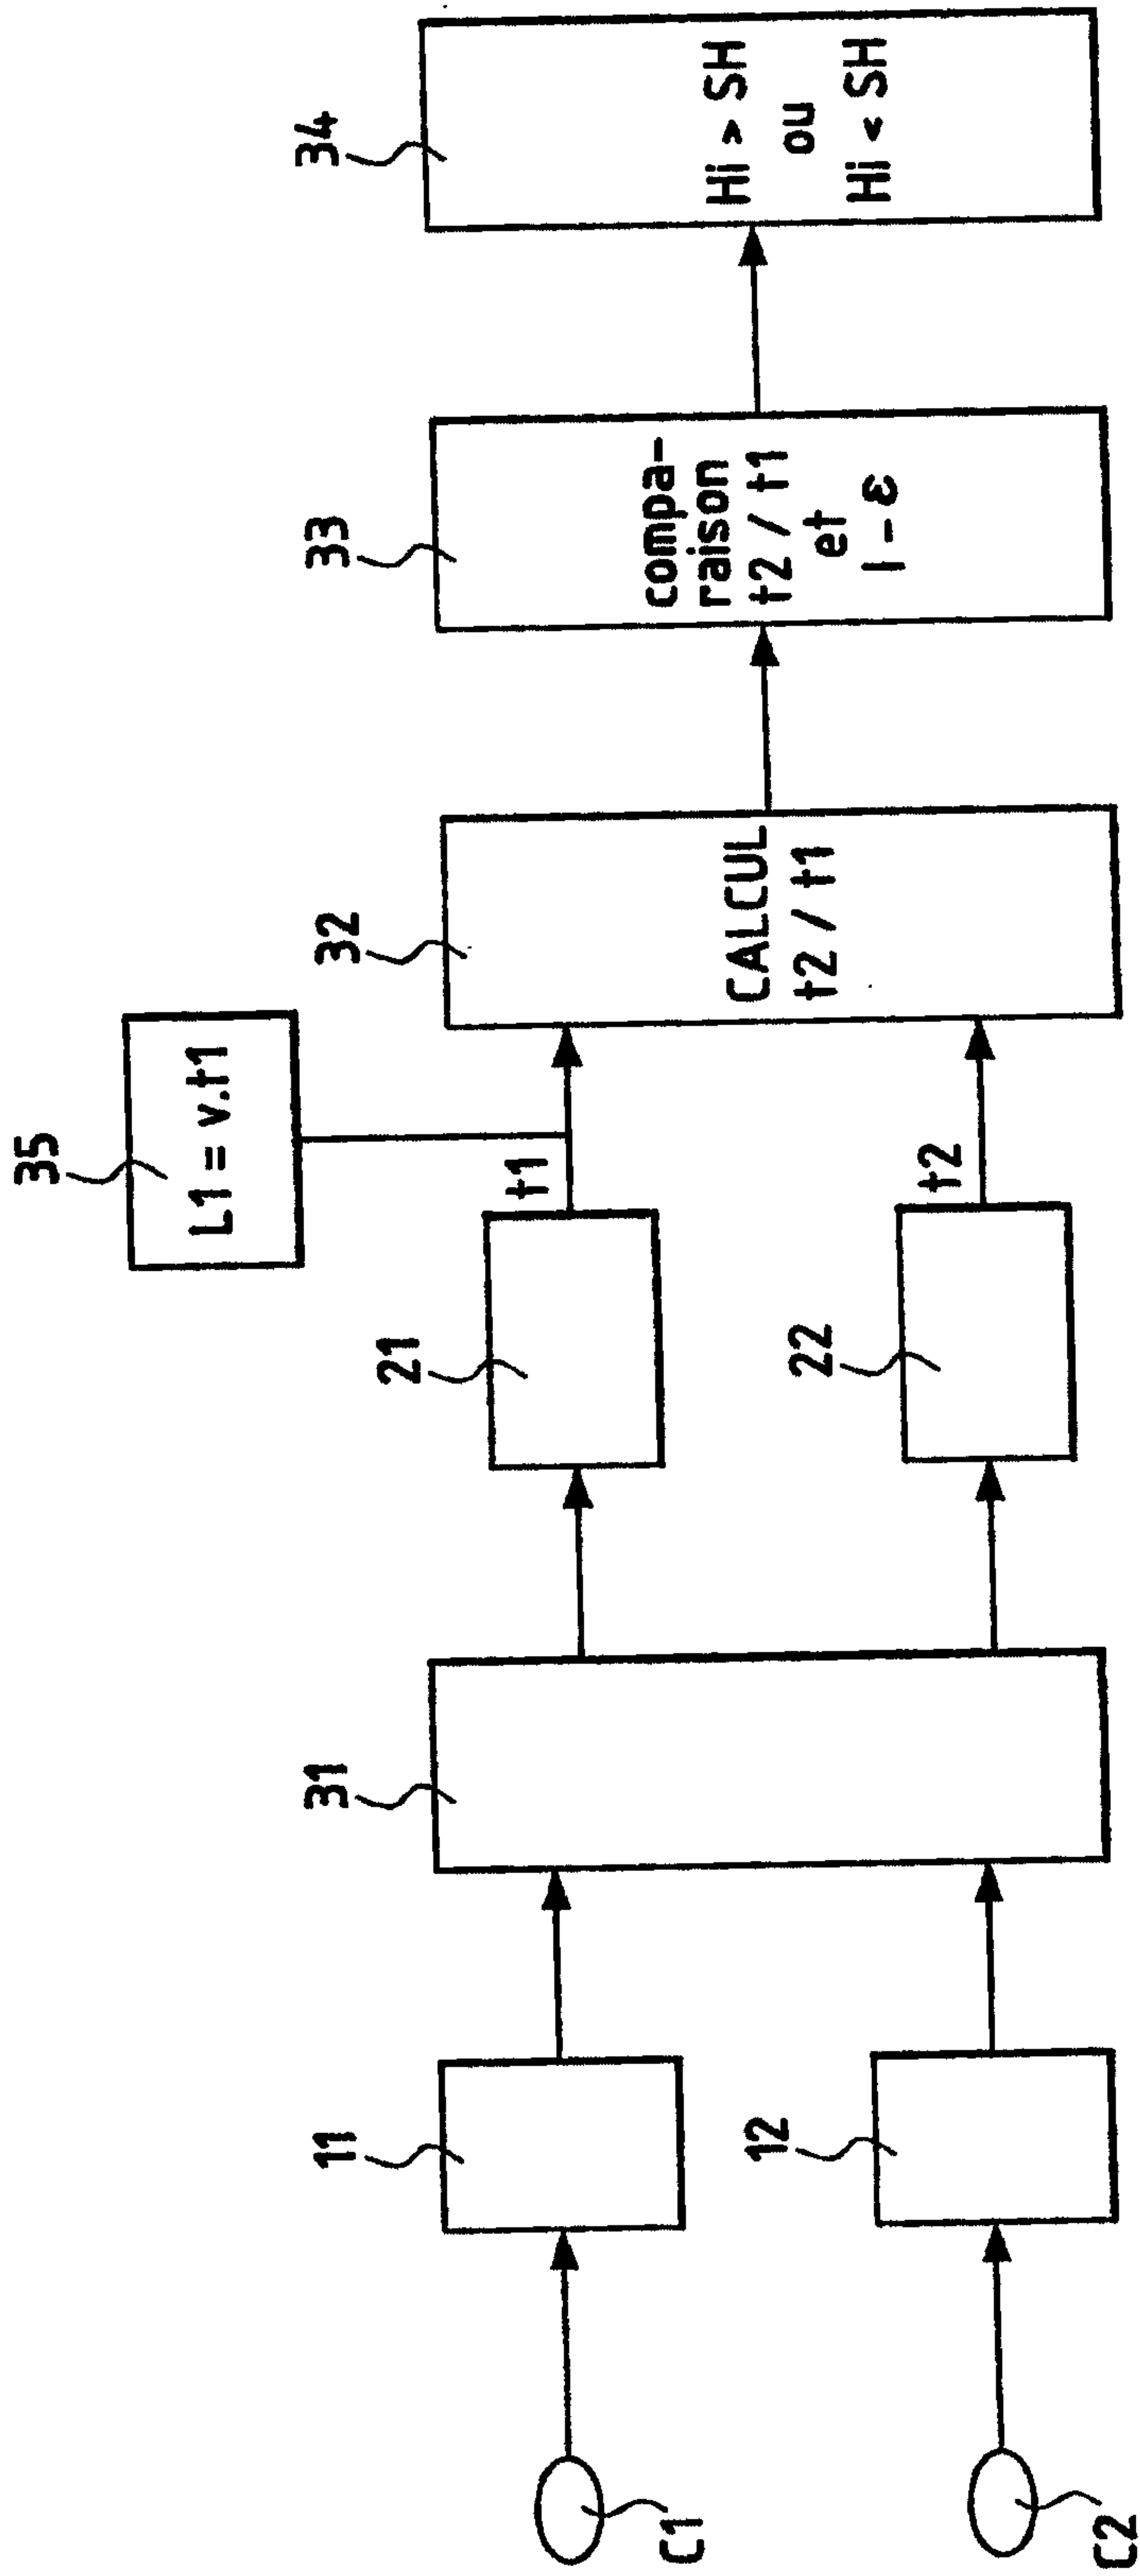 C1
C2
11
12
31
21
22
t1
t2
35
L1 = v.t1
32
CALCUL
t2 / t1
33
compa-
raison
t2 / t1
et
1 - ε
34
Hi > SH
ou
Hi < SH